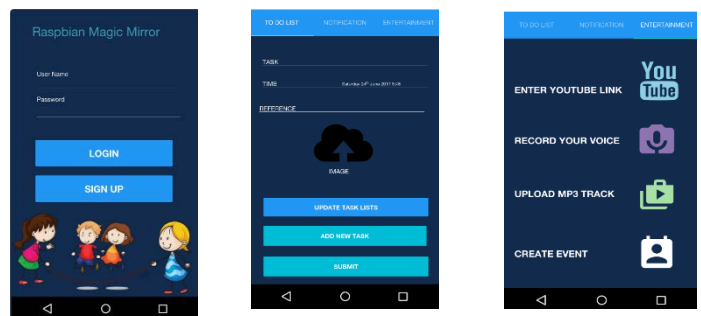 Raspbian Magic Mirror
User Name
Password
LOGIN
SIGN UP
TO DO LIST NOTIFICATION ENTERTAINMENT
TASK
TIME
REFERENCE
IMAGE
UPDATE TASK LISTS
ADD NEW TASK
SUBMIT
TO DO LIST NOTIFICATION ENTERTAINMENT
ENTER YOUTUBE LINK
You
Tube
RECORD YOUR VOICE
UPLOAD MP3 TRACK
CREATE EVENT